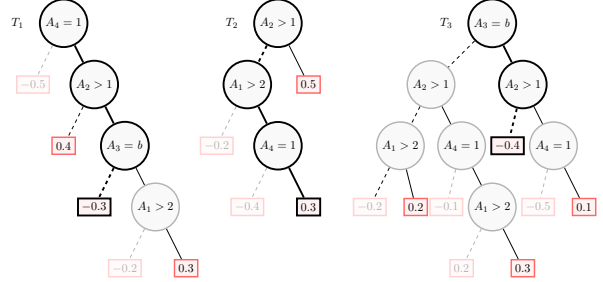 T₁ A₄ = 1
−0.5 A₂ > 1
0.4 A₃ = b
−0.3 A₁ > 2
−0.2 0.3
T₂ A₂ > 1
A₁ > 2 0.5
−0.2 A₄ = 1
−0.4 0.3
T₃ A₃ = b
A₂ > 1 A₂ > 1
A₁ > 2 A₄ = 1 −0.4 A₄ = 1
−0.2 0.2 −0.1 A₁ > 2 −0.5 0.1
0.2 0.3